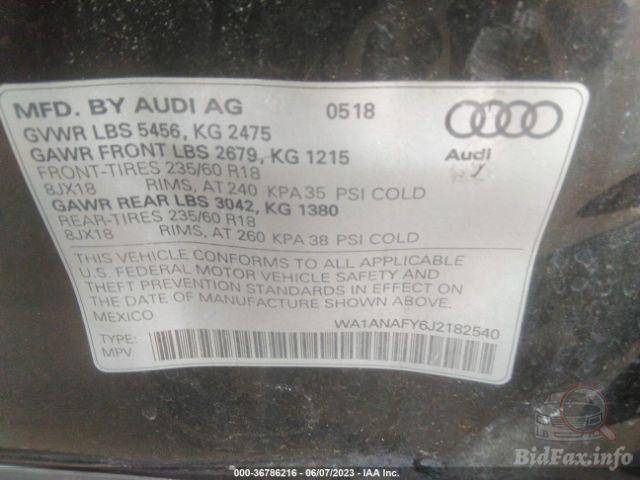 MFD. BY AUDI AG 0518
GVWR LBS 5456, KG 2475
GAWR FRONT LBS 2679, KG 1215
Audi
FRONT-TIRES 235/60 R18
8JX18 RIMS, AT 240 KPA 35 PSI COLD
GAWR REAR LBS 3042, KG 1380
REAR-TIRES 235/60 R18
8JX18 RIMS, AT 260 KPA 38 PSI COLD
THIS VEHICLE CONFORMS TO ALL APPLICABLE
U.S. FEDERAL MOTOR VEHICLE SAFETY AND
THEFT PREVENTION STANDARDS IN EFFECT ON
THE DATE OF MANUFACTURE SHOWN ABOVE.
MEXICO
WA1ANAFY6J2182540
TYPE:
MPV
BidFax.info
000-36786216 - 06/07/2023 - IAA Inc.